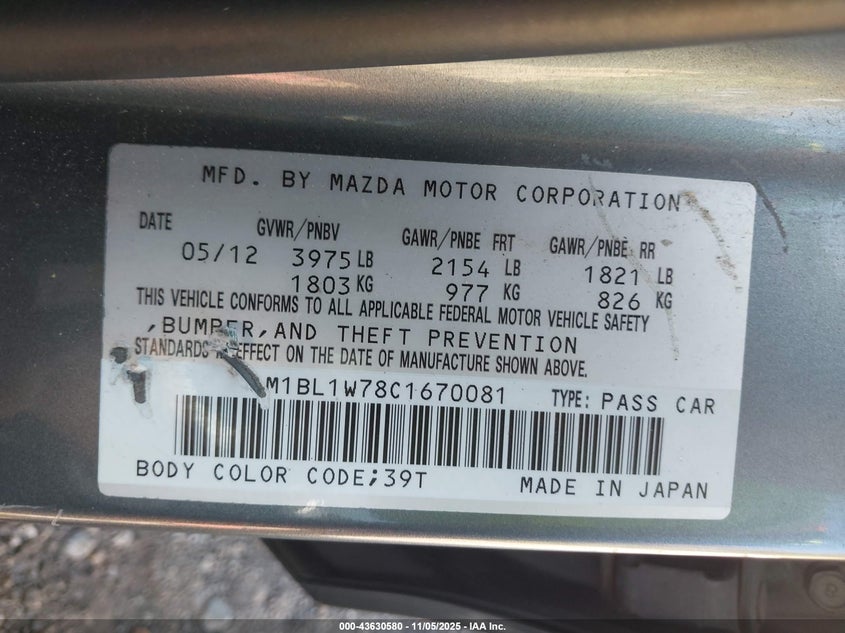 MFD. BY MAZDA MOTOR CORPORATION
DATE GVWR/PNBV GAWR/PNBE FRT GAWR/PNBE RR
05/12 3975 LB 2154 LB 1821 LB
1803 KG 977 KG 826 KG
THIS VEHICLE CONFORMS TO ALL APPLICABLE FEDERAL MOTOR VEHICLE SAFETY
,BUMPER,AND THEFT PREVENTION
STANDARDS IN EFFECT ON THE DATE OF MANUFACTURE SHOWN ABOVE.
M1BL1W78C1670081 TYPE: PASS CAR
BODY COLOR CODE;39T MADE IN JAPAN
000-43630580 - 11/05/2025 - IAA Inc.